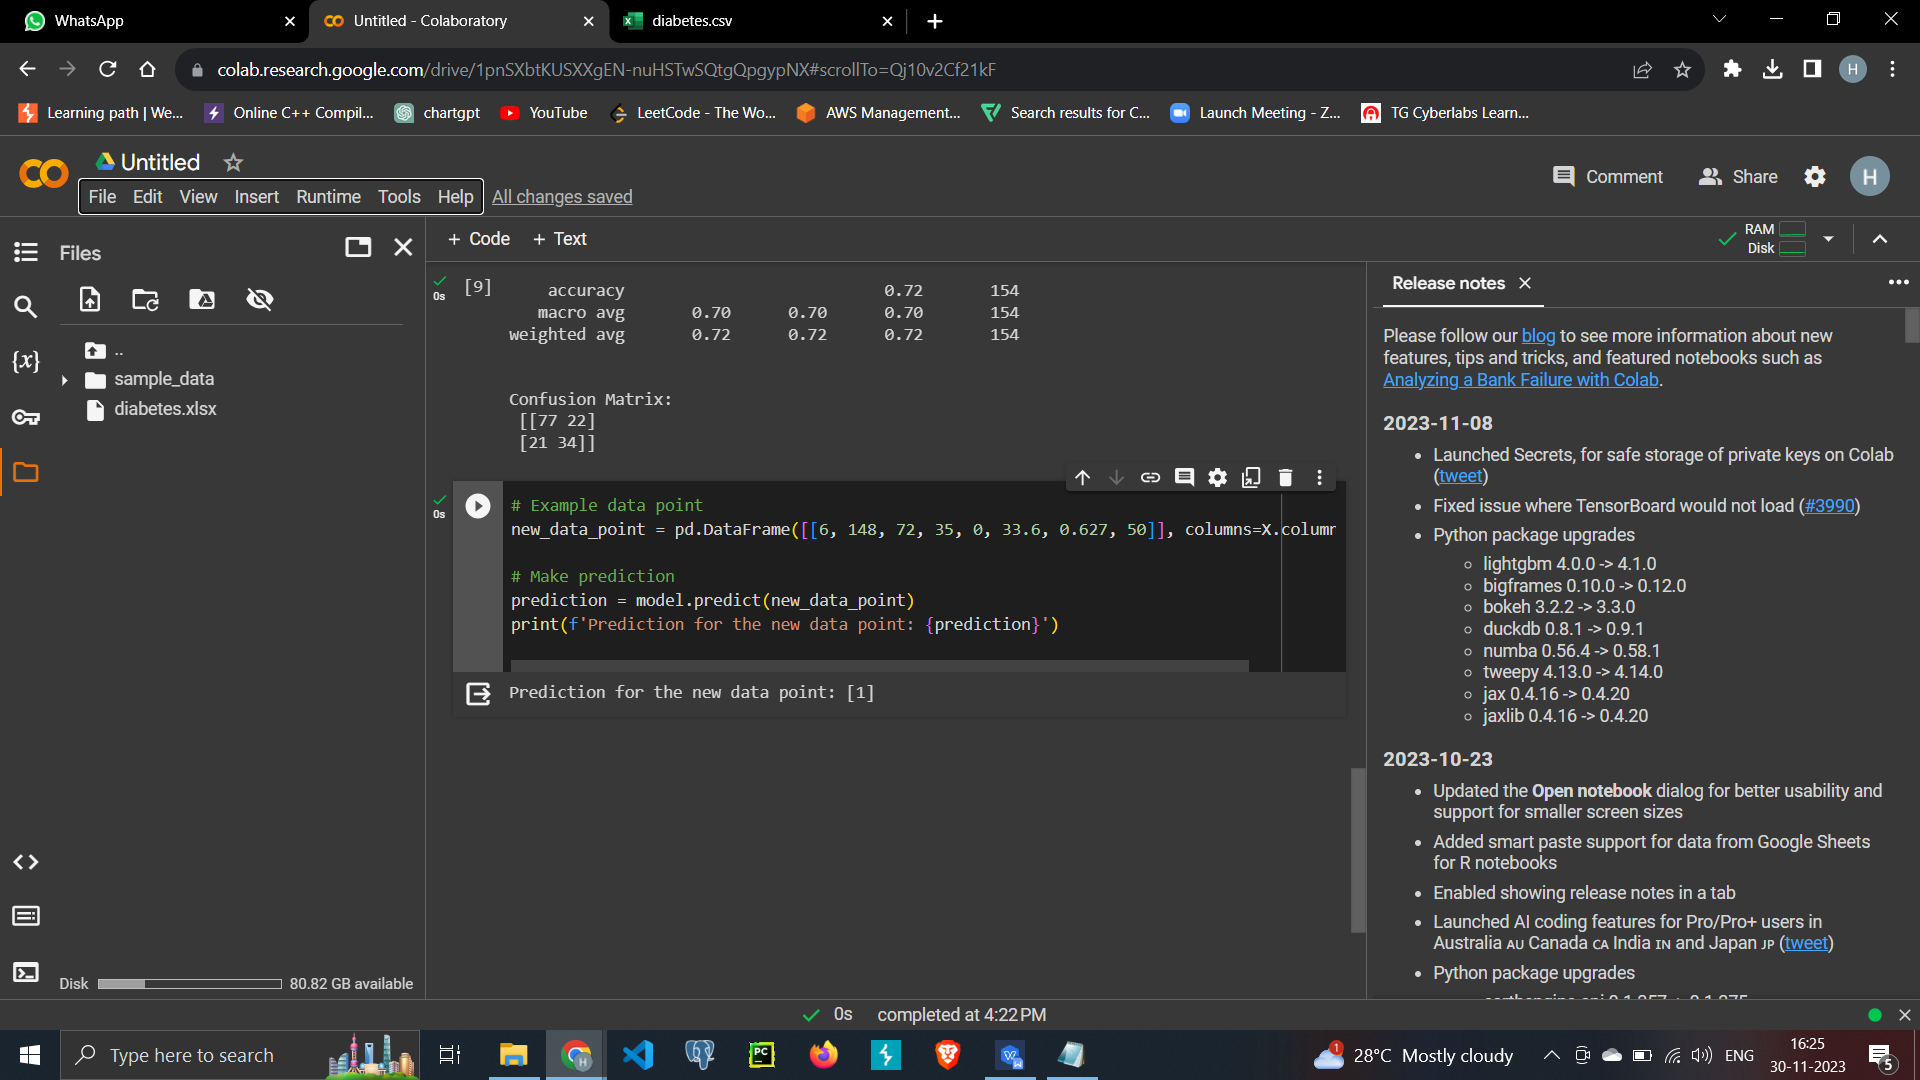 WhatsApp
Untitled - Colaboratory
diabetes.csv
colab.research.google.com/drive/1pnSXbtKUSXXgEN-nuHSTwSQtgQpgypNX#scrollTo=Qj10v2Cf21kF
H
Learning path | We...
Online C++ Compil...
chartgpt
YouTube
LeetCode - The Wo...
AWS Management...
Search results for C...
Launch Meeting - Z...
TG Cyberlabs Learn...
Untitled
File Edit View Insert Runtime Tools Help All changes saved
Comment
Share
H
Files
+ Code + Text
RAM
Disk
..
sample_data
diabetes.xlsx
Disk 80.82 GB available
0s
[9]
accuracy 0.72 154
macro avg 0.70 0.70 0.70 154
weighted avg 0.72 0.72 0.72 154
Confusion Matrix:
[[77 22]
[21 34]]
0s
# Example data point
new_data_point = pd.DataFrame([[6, 148, 72, 35, 0, 33.6, 0.627, 50]], columns=X.column
# Make prediction
prediction = model.predict(new_data_point)
print(f'Prediction for the new data point: {prediction}')
Prediction for the new data point: [1]
Release notes
Please follow our blog to see more information about new
features, tips and tricks, and featured notebooks such as
Analyzing a Bank Failure with Colab.
2023-11-08
Launched Secrets, for safe storage of private keys on Colab
(tweet)
Fixed issue where TensorBoard would not load (#3990)
Python package upgrades
lightgbm 4.0.0 -> 4.1.0
bigframes 0.10.0 -> 0.12.0
bokeh 3.2.2 -> 3.3.0
duckdb 0.8.1 -> 0.9.1
numba 0.56.4 -> 0.58.1
tweepy 4.13.0 -> 4.14.0
jax 0.4.16 -> 0.4.20
jaxlib 0.4.16 -> 0.4.20
2023-10-23
Updated the Open notebook dialog for better usability and
support for smaller screen sizes
Added smart paste support for data from Google Sheets
for R notebooks
Enabled showing release notes in a tab
Launched AI coding features for Pro/Pro+ users in
Australia AU Canada CA India IN and Japan JP (tweet)
Python package upgrades
0s completed at 4:22 PM
Type here to search
1
28°C Mostly cloudy
ENG
16:25
30-11-2023
5